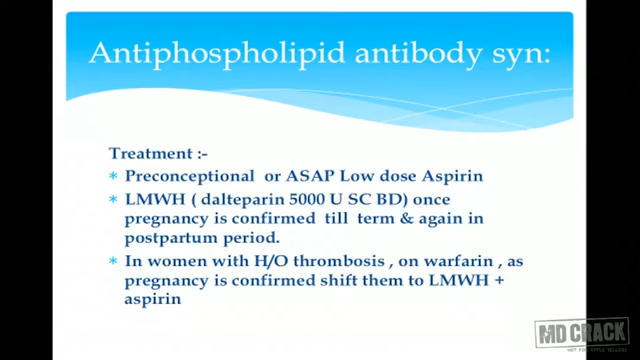 Antiphospholipid antibody syn:
Treatment :-
* Preconceptional or ASAP Low dose Aspirin
* LMWH ( dalteparin 5000 U SC BD) once
pregnancy is confirmed till term & again in
postpartum period.
* In women with H/O thrombosis , on warfarin , as
pregnancy is confirmed shift them to LMWH +
aspirin
MD CRACK